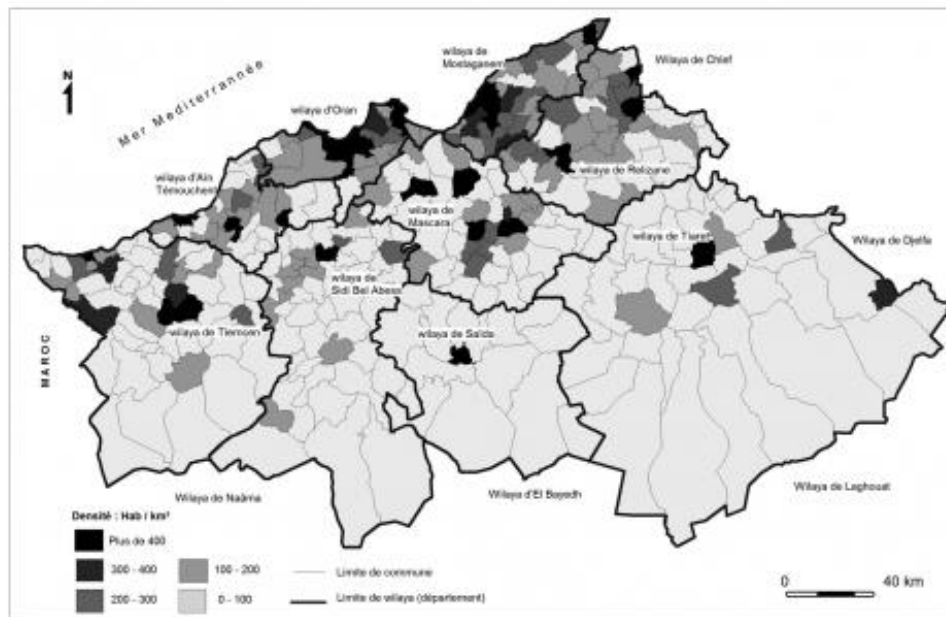 wilaya de
Mostaganem
Wilaya de Chlef
N
Mer Mediterrannée
wilaya d'Oran
wilaya d'Ain
Témouchent
wilaya de Relizane
wilaya de
Mascara
wilaya de Tiaret
Wilaya de Djelfa
wilaya de
Sidi Bel Abess
wilaya de Tlemcen
wilaya de Saïda
MAROC
Wilaya de Naâma
Wilaya d'El Bayadh
Wilaya de Laghouat
Densité : Hab / km²
Plus de 400
300 - 400
100 - 200
Limite de commune
0
40 km
200 - 300
0 - 100
Limite de wilaya (département)